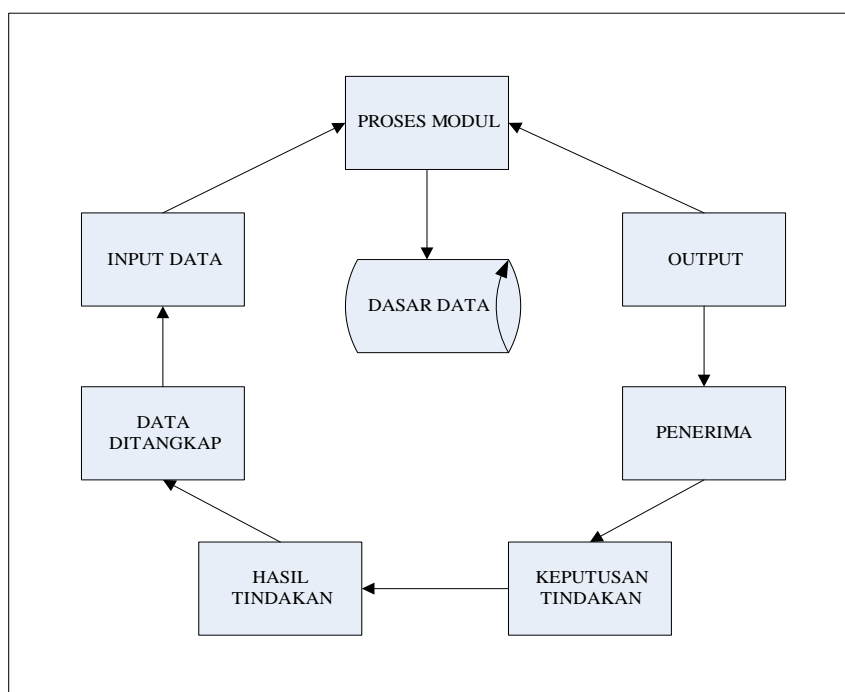 PROSES MODUL
INPUT DATA
OUTPUT
DASAR DATA
DATA
DITANGKAP
PENERIMA
HASIL
TINDAKAN
KEPUTUSAN
TINDAKAN